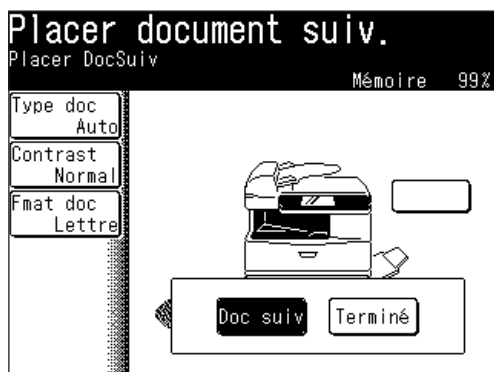 Placer document suiv.
Placer DocSuiv
Mémoire 99%
Type doc
Auto
Contrast
Normal
Fmat doc
Lettre
Doc suiv Terminé